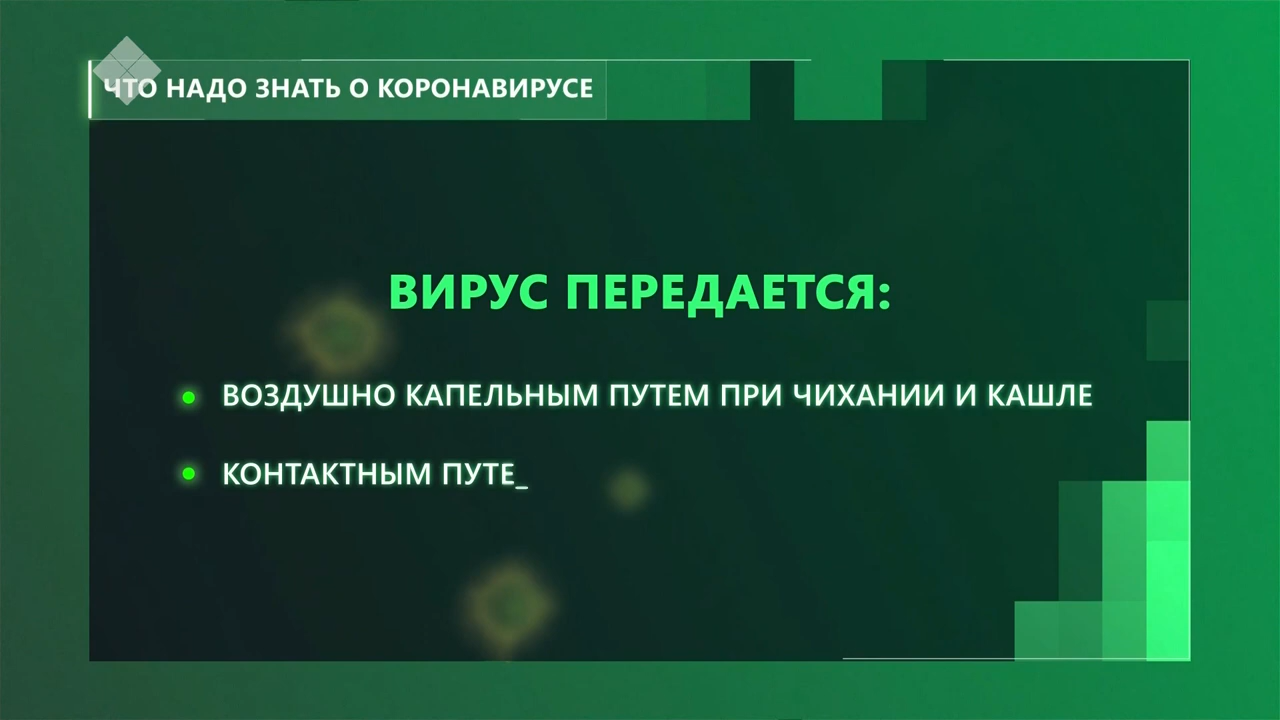 ЧТО НАДО ЗНАТЬ О КОРОНАВИРУСЕ
ВИРУС ПЕРЕДАЕТСЯ:
ВОЗДУШНО КАПЕЛЬНЫМ ПУТЕМ ПРИ ЧИХАНИИ И КАШЛЕ
КОНТАКТНЫМ ПУТЕ_